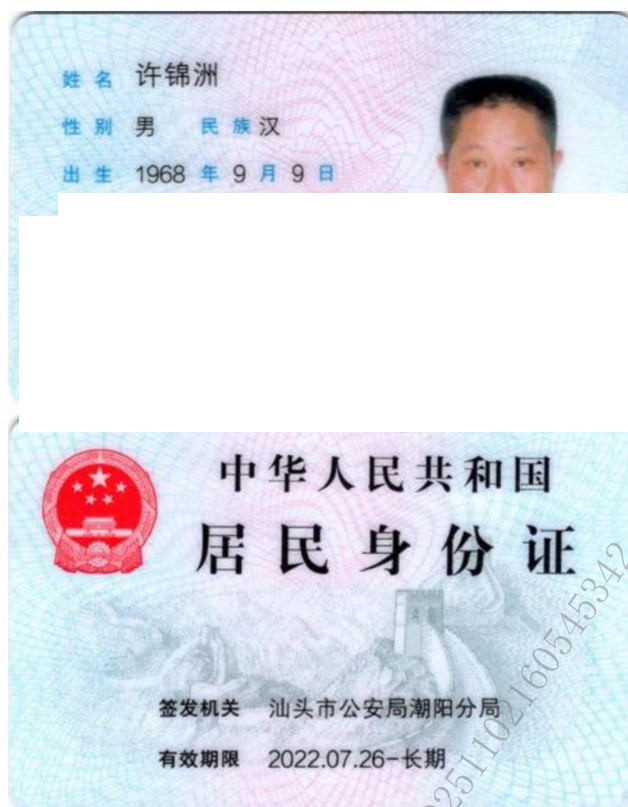 姓名 许锦洲
性别 男 民族 汉
出生 1968 年 9 月 9 日
中华人民共和国
居民身份证
签发机关 汕头市公安局潮阳分局
有效期限 2022.07.26-长期